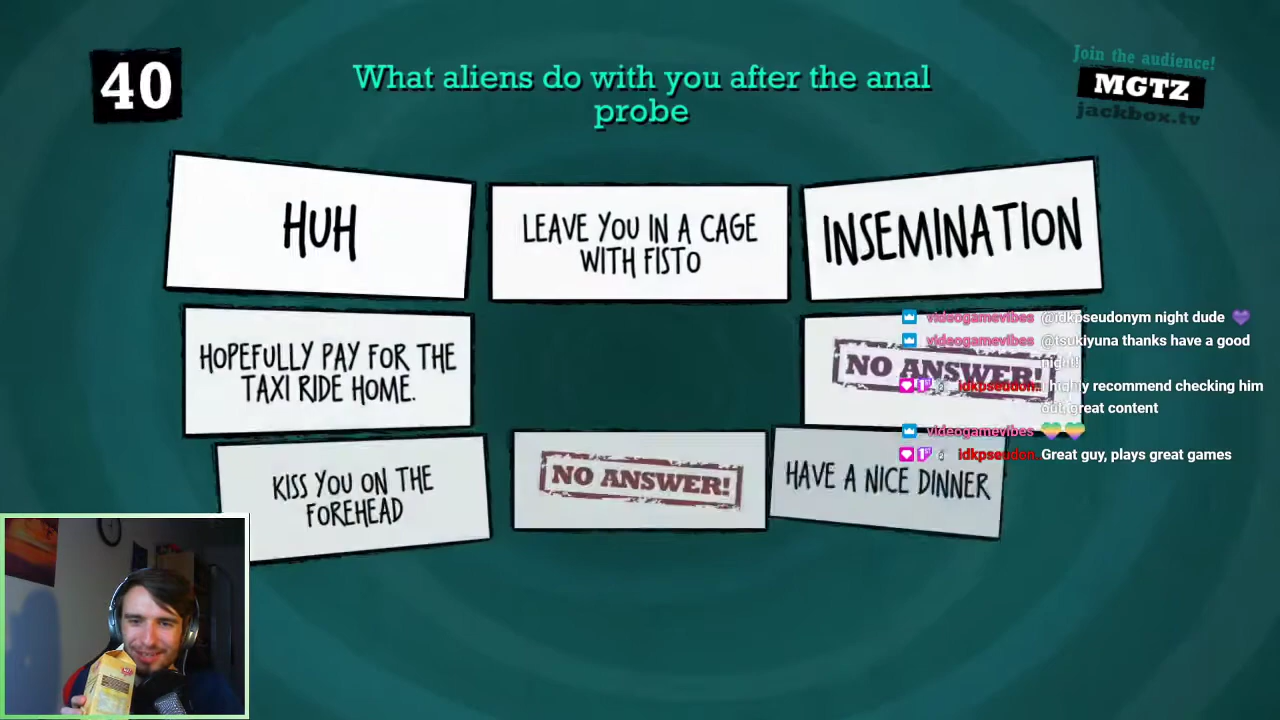 40
What aliens do with you after the anal
probe
Join the audience!
MGTZ
jackbox.tv
HUH
LEAVE YOU IN A CAGE
WITH FISTO
INSEMINATION
HOPEFULLY PAY FOR THE
TAXI RIDE HOME.
NO ANSWER!
KISS YOU ON THE
FOREHEAD
NO ANSWER!
HAVE A NICE DINNER
videogamevibes @idkpseudonym night dude
videogamevibes @tsukiyuna thanks have a good
night!
idkpseudon.. highly recommend checking him
out, great content
videogamevibes
idkpseudon.. Great guy, plays great games